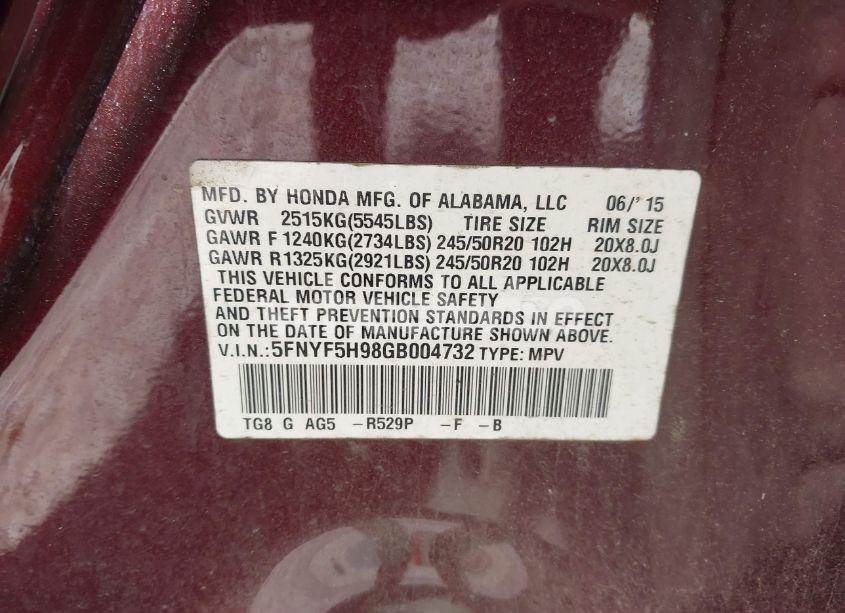 MFD. BY HONDA MFG. OF ALABAMA, LLC 06/'15
GVWR 2515KG(5545LBS) TIRE SIZE RIM SIZE
GAWR F 1240KG(2734LBS) 245/50R20 102H 20X8.0J
GAWR R1325KG(2921LBS) 245/50R20 102H 20X8.0J
THIS VEHICLE CONFORMS TO ALL APPLICABLE
FEDERAL MOTOR VEHICLE SAFETY
AND THEFT PREVENTION STANDARDS IN EFFECT
ON THE DATE OF MANUFACTURE SHOWN ABOVE.
V.I.N.:5FNYF5H98GB004732 TYPE: MPV
TG8 G AG5 -R529P -F -B